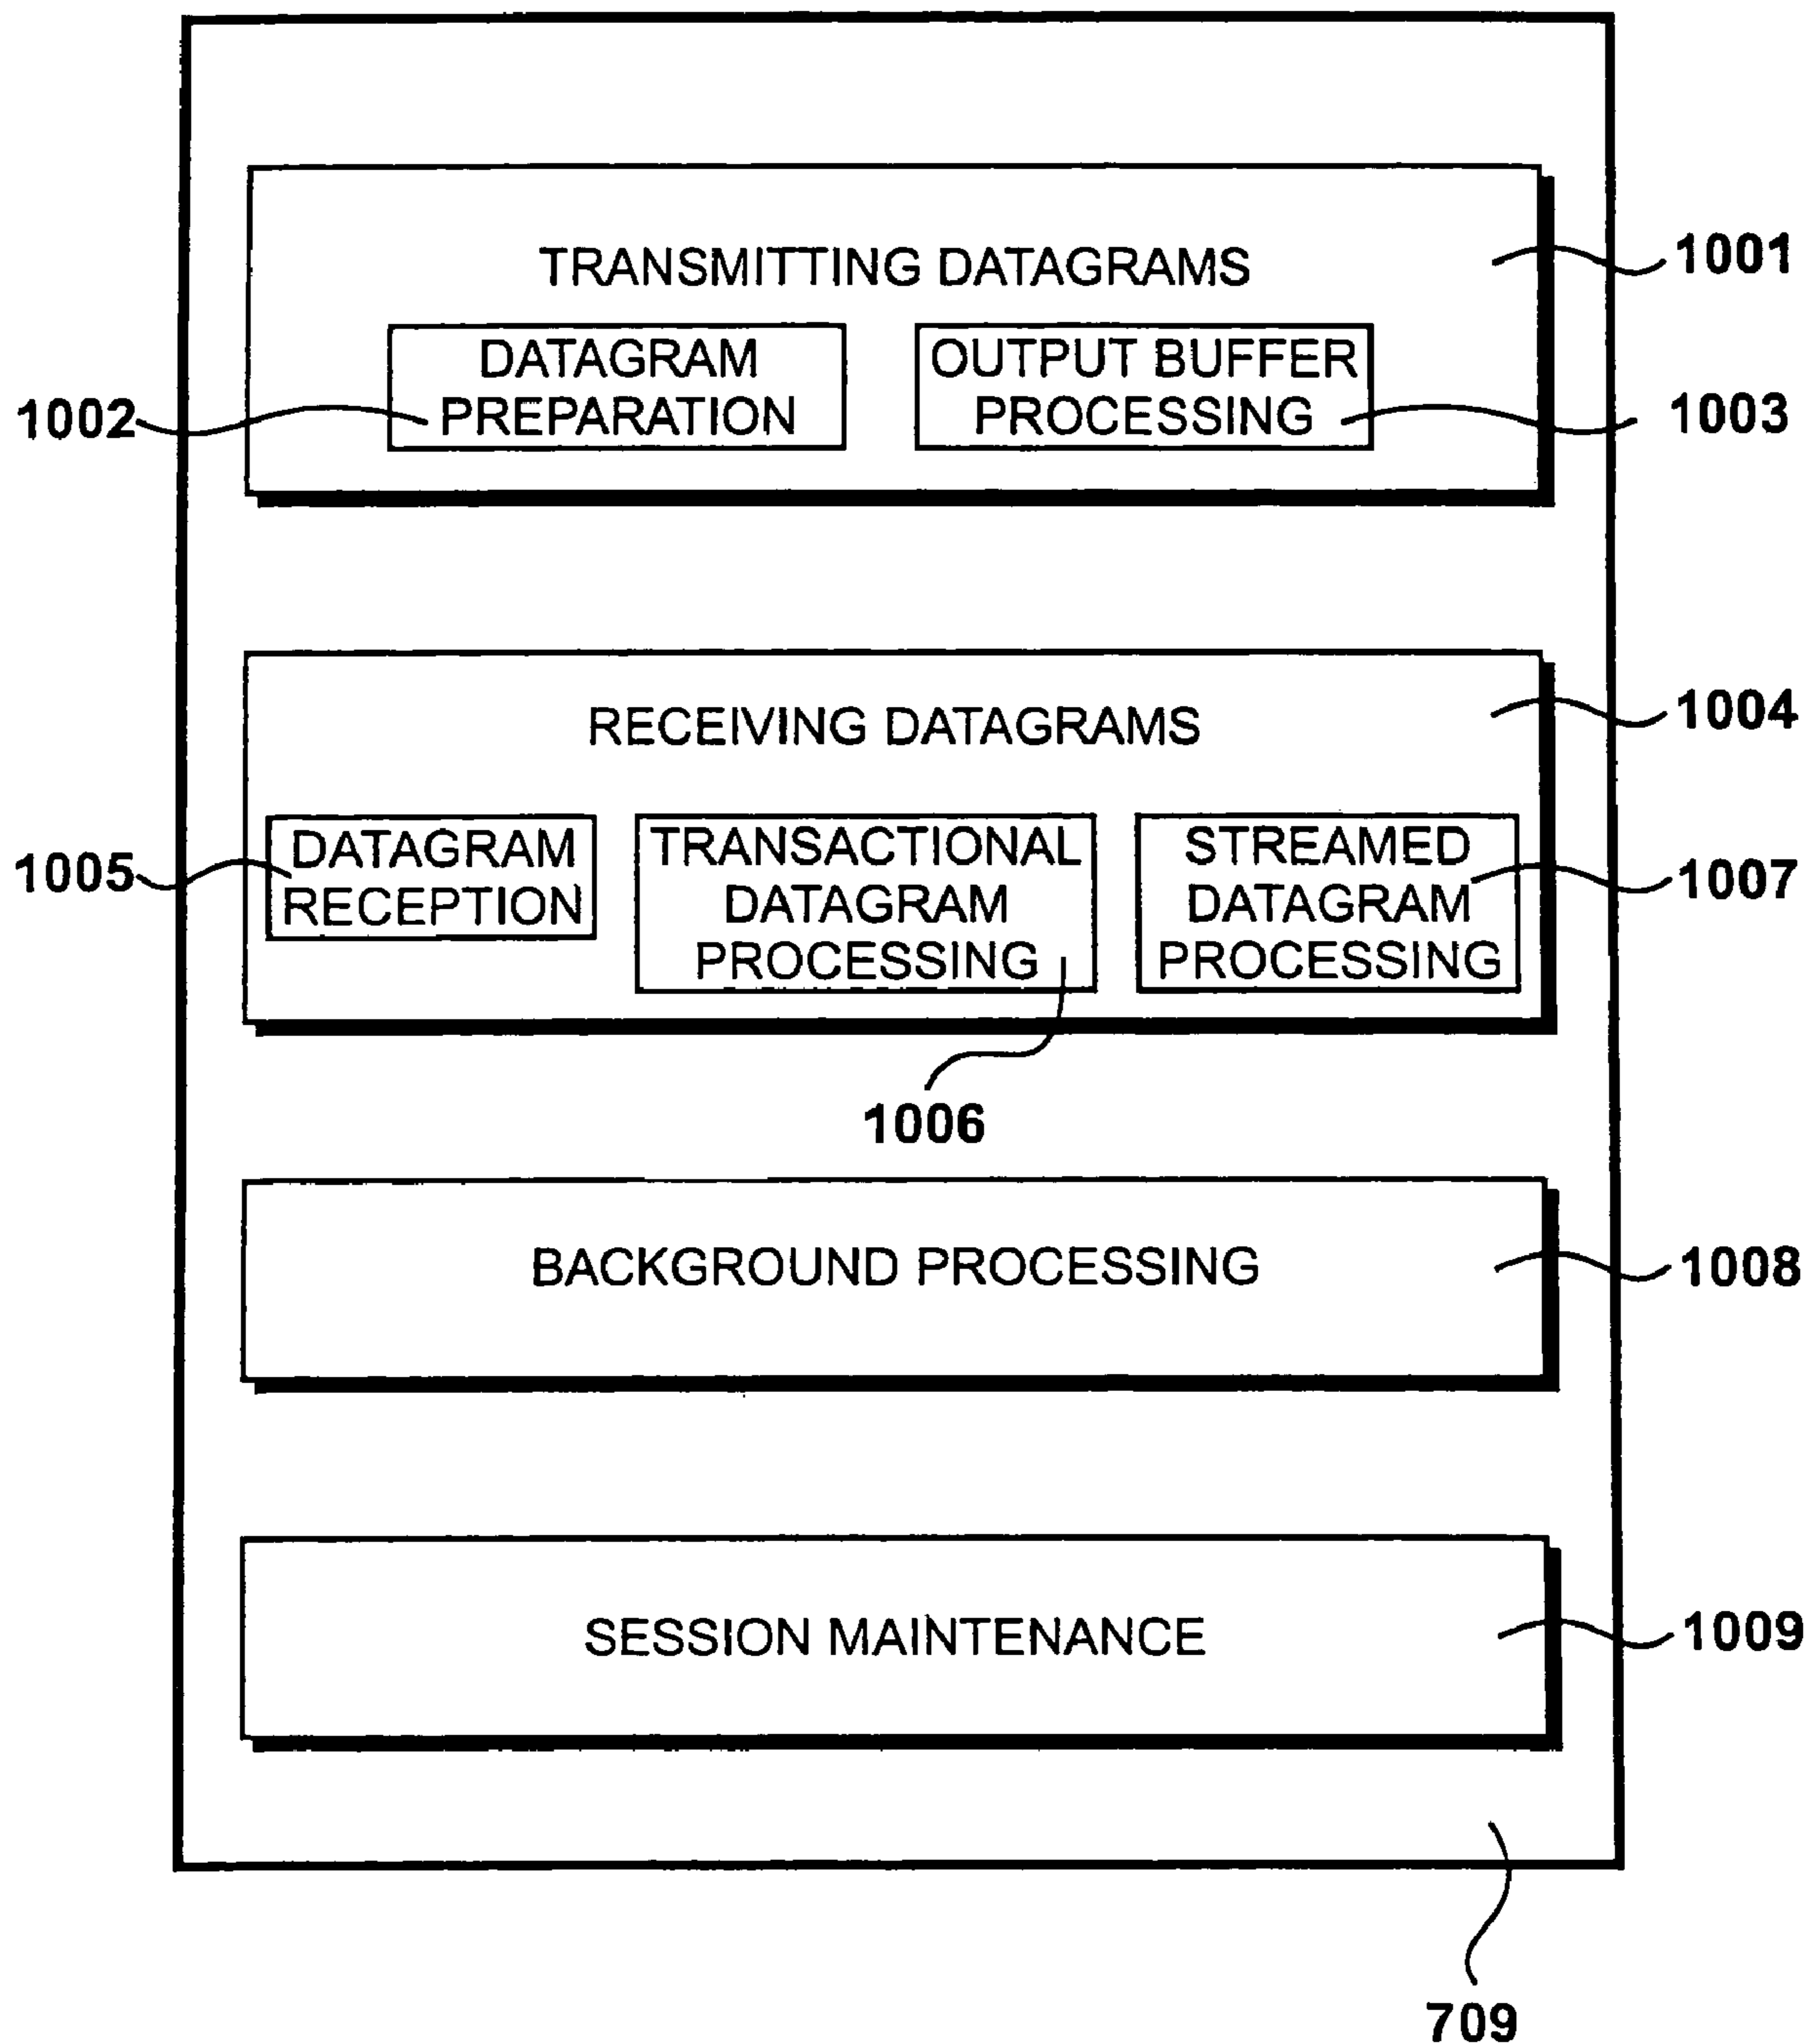 TRANSMITTING DATAGRAMS
1001
DATAGRAM
PREPARATION
1002
OUTPUT BUFFER
PROCESSING
1003
RECEIVING DATAGRAMS
1004
DATAGRAM
RECEPTION
1005
TRANSACTIONAL
DATAGRAM
PROCESSING
1006
STREAMED
DATAGRAM
PROCESSING
1007
BACKGROUND PROCESSING
1008
SESSION MAINTENANCE
1009
709